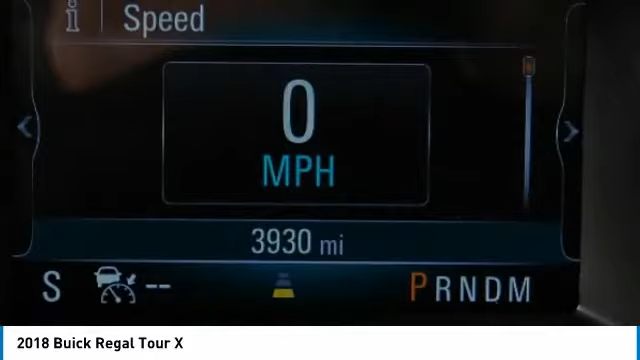 i Speed
0
MPH
3930 mi
S -- PRNDM
2018 Buick Regal Tour X